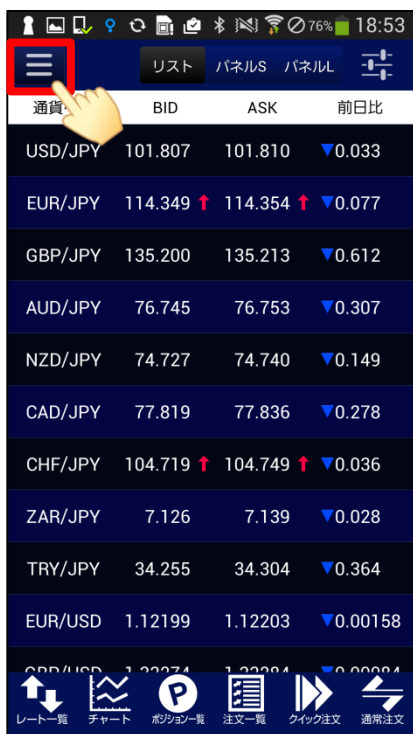 76% 18:53
リスト パネルS パネルL
通貨 BID ASK 前日比
USD/JPY 101.807 101.810 ▼0.033
EUR/JPY 114.349 114.354 ▼0.077
GBP/JPY 135.200 135.213 ▼0.612
AUD/JPY 76.745 76.753 ▼0.307
NZD/JPY 74.727 74.740 ▼0.149
CAD/JPY 77.819 77.836 ▼0.278
CHF/JPY 104.719 104.749 ▼0.036
ZAR/JPY 7.126 7.139 ▼0.028
TRY/JPY 34.255 34.304 ▼0.364
EUR/USD 1.12199 1.12203 ▼0.00158
レート一覧 チャート ポジション一覧 注文一覧 クイック注文 通常注文